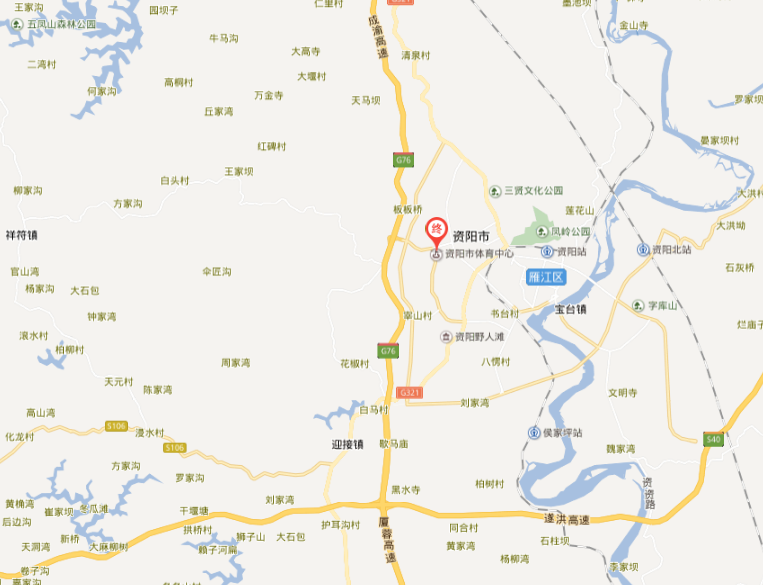 王家沟
园坝子
仁里村
G321
墨池坝
五凤山森林公园
成渝高速
金山寺
牛马沟
大高寺
清泉村
二湾村
大堰村
高桐村
何家沟
万金寺
天马坝
罗家坝
丘家湾
晏家坝村
红碑村
G76
王家坝
白头村
柳家沟
三贤文化公园
大洪村
方家沟
板板桥
莲花山
大洪坳
祥符镇
终
资阳市
凤岭公园
资阳市体育中心
资阳站
资阳北站
官山湾
伞匠沟
石灰桥
雁江区
杨家沟
大石包
字库山
钟家湾
宰山村
书台村
宝台镇
烂庙子
滚水村
资阳野人滩
柏柳村
G76
周家湾
花椒村
八愣村
天元村
陈家湾
G321
刘家湾
文明寺
高山湾
白马村
S106
漫水村
化龙村
S106
迎接镇
歇马庙
侯家坪站
S40
魏家湾
方家沟
罗家沟
黑水寺
柏树村
资资路
黄桷湾
冬瓜滩
崔家坝
干堰塘
刘家湾
后边沟
护耳沟村
厦蓉高速
同合村
遂洪高速
拱桥村
狮子山
大石包
新桥
天洞湾
大麻柳树
赖子河扁
黄家湾
石柱坝
杨柳湾
卷子沟
李家坝